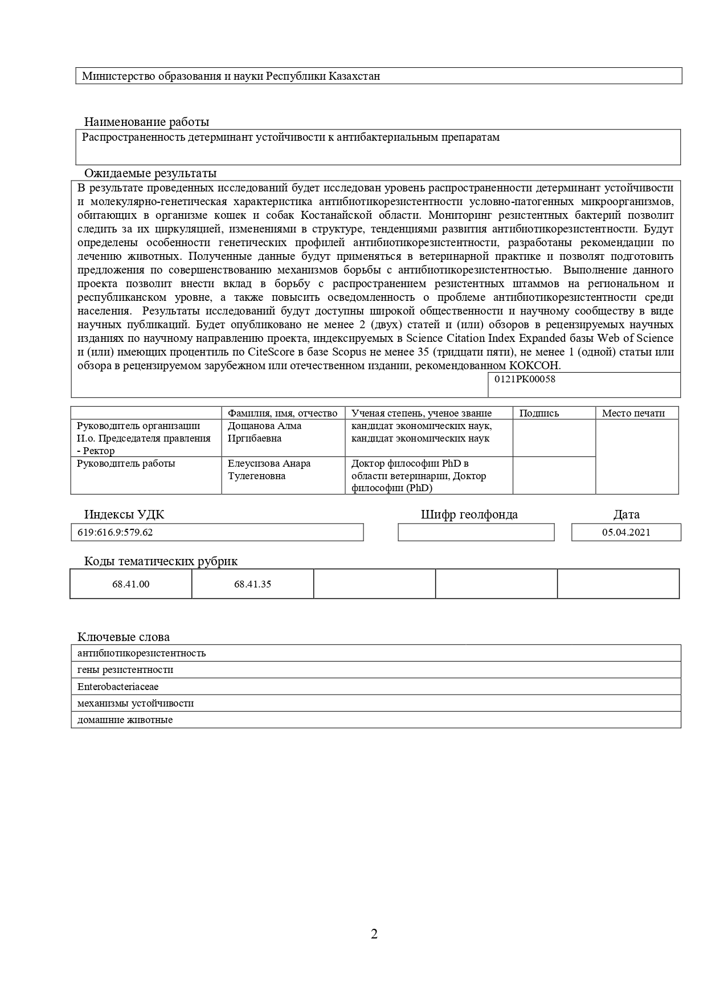 Министерство образования и науки Республики Казахстан
Наименование работы
Распространенность детерминант устойчивости к антибактериальным препаратам
Ожидаемые результаты
В результате проведенных исследований будет исследован уровень распространенности детерминант устойчивости
и молекулярно-генетическая характеристика антибиотикорезистентности условно-патогенных микроорганизмов,
обитающих в организме кошек и собак Костанайской области. Мониторинг резистентных бактерий позволит
следить за их циркуляцией, изменениями в структуре, тенденциями развития антибиотикорезистентности. Будут
определены особенности генетических профилей антибиотикорезистентности, разработаны рекомендации по
лечению животных. Полученные данные будут применяться в ветеринарной практике и позволят подготовить
предложения по совершенствованию механизмов борьбы с антибиотикорезистентностью. Выполнение данного
проекта позволит внести вклад в борьбу с распространением резистентных штаммов на региональном и
республиканском уровне, а также повысить осведомленность о проблеме антибиотикорезистентности среди
населения. Результаты исследований будут доступны широкой общественности и научному сообществу в виде
научных публикаций. Будет опубликовано не менее 2 (двух) статей и (или) обзоров в рецензируемых научных
изданиях по научному направлению проекта, индексируемых в Science Citation Index Expanded базы Web of Science
и (или) имеющих процентиль по CiteScore в базе Scopus не менее 35 (тридцати пяти), не менее 1 (одной) статьи или
обзора в рецензируемом зарубежном или отечественном издании, рекомендованном КОКСОН.
0121РК00058
Фамилия, имя, отчество Ученая степень, ученое звание Подпись Место печати
Руководитель организации Дощанова Алма кандидат экономических наук,
И.о. Председателя правления Иргибаевна кандидат экономических наук
- Ректор
Руководитель работы Елеусизова Анара Доктор философии PhD в
Тулегеновна области ветеринарии, Доктор
философии (PhD)
Индексы УДК Шифр геолфонда Дата
619:616.9:579.62 05.04.2021
Коды тематических рубрик
68.41.00 68.41.35
Ключевые слова
антибиотикорезистентность
гены резистентности
Enterobacteriaceae
механизмы устойчивости
домашние животные
2